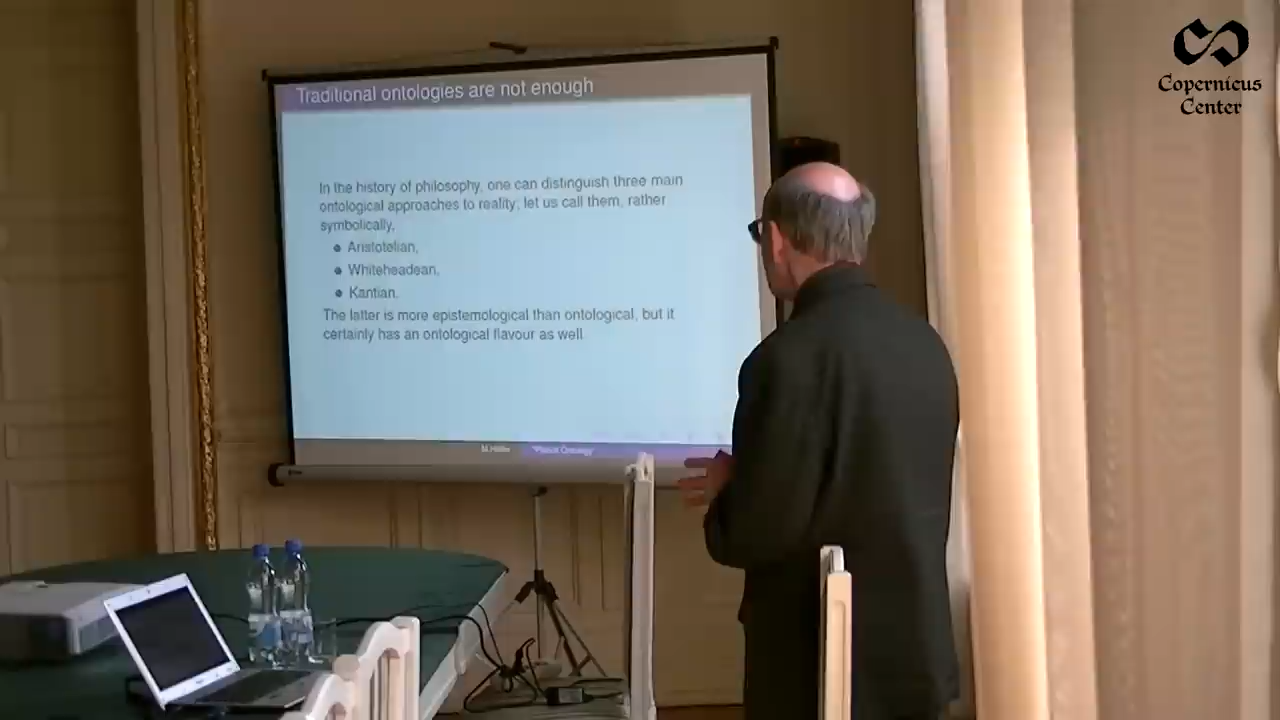 Copernicus
Center
Traditional ontologies are not enough
In the history of philosophy, one can distinguish three main
ontological approaches to reality; let us call them, rather
symbolically,
Aristotelian,
Whiteheadean,
Kantian.
The latter is more epistemological than ontological, but it
certainly has an ontological flavour as well.
M.Heller
Ontology